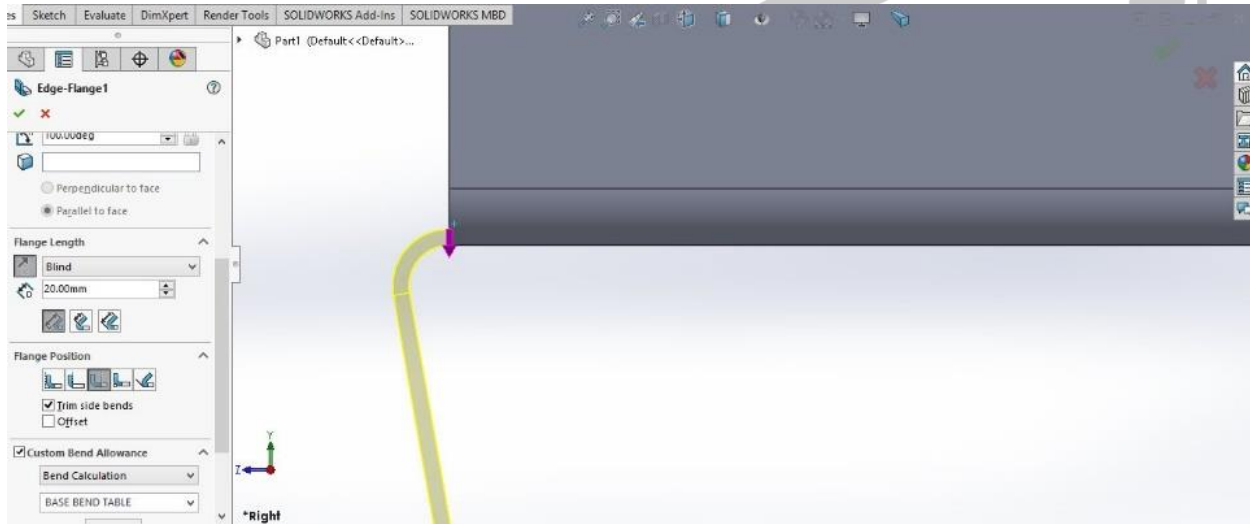 es Sketch Evaluate DimXpert Render Tools SOLIDWORKS Add-Ins SOLIDWORKS MBD
Part1 (Default<<Default>...
Edge-Flange1
100.00deg
Perpendicular to face
Parallel to face
Flange Length
Blind
20.00mm
Flange Position
Trim side bends
Offset
Custom Bend Allowance
Bend Calculation
BASE BEND TABLE
Y
Z
*Right